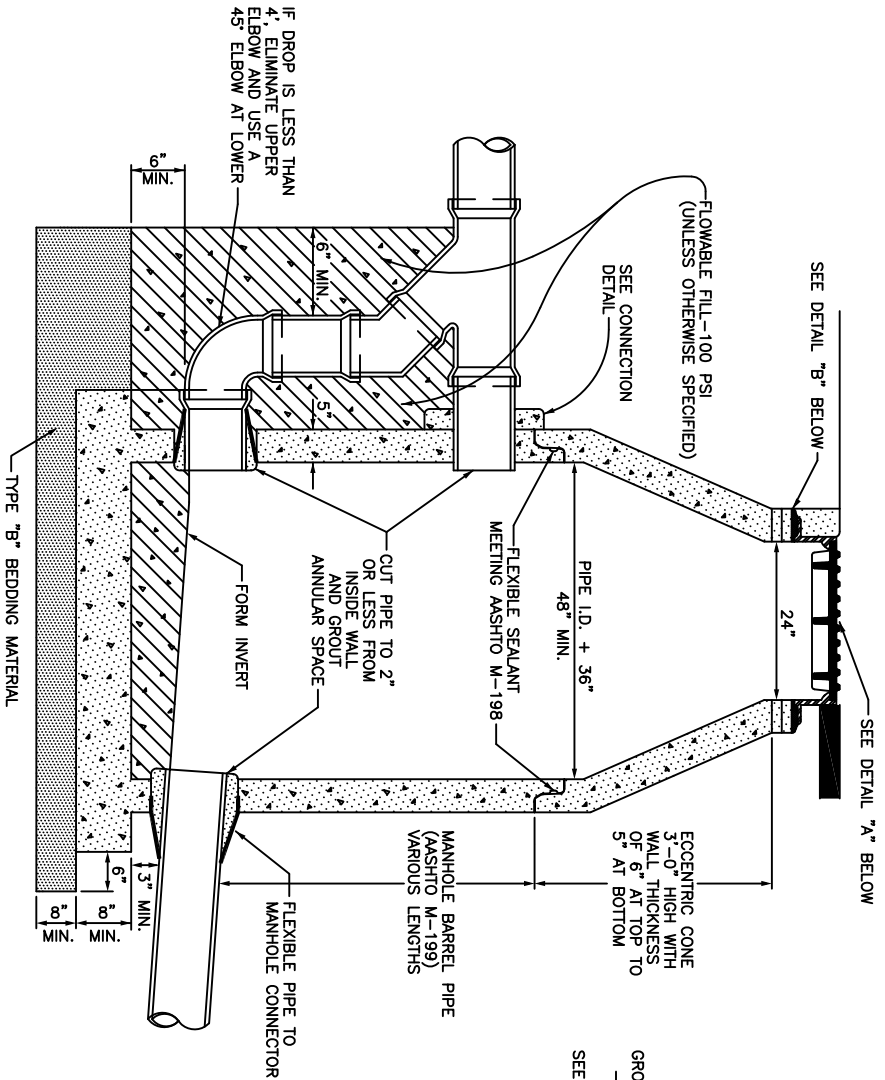 SEE DETAIL "A" BELOW
SEE DETAIL "B" BELOW
24"
FLOWABLE FILL-100 PSI
(UNLESS OTHERWISE SPECIFIED)
SEE CONNECTION
DETAIL
PIPE I.D. + 36"
48" MIN.
FLEXIBLE SEALANT
MEETING AASHTO M-198
ECCENTRIC CONE
3'-0" HIGH WITH
WALL THICKNESS
OF 6" AT TOP TO
5" AT BOTTOM
MANHOLE BARREL PIPE
(AASHTO M-199)
VARIOUS LENGTHS
IF DROP IS LESS THAN
4', ELIMINATE UPPER
ELBOW AND USE A
45° ELBOW AT LOWER
6" MIN.
5"
6"
MIN.
CUT PIPE TO 2"
OR LESS FROM
INSIDE WALL
AND GROUT
ANNULAR SPACE
FORM INVERT
FLEXIBLE PIPE TO
MANHOLE CONNECTOR
3" MIN.
6"
8"
MIN.
8"
MIN.
TYPE "B" BEDDING MATERIAL
GRO
SEE